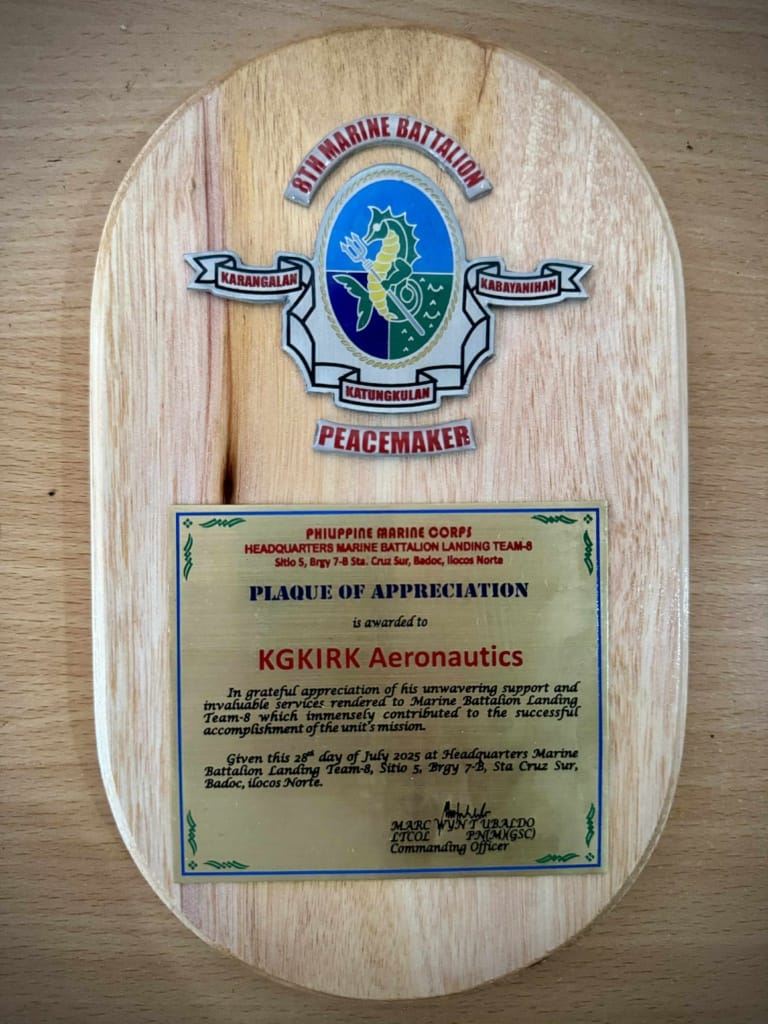 8TH MARINE BATTALION
KARANGALAN
KABAYANIHAN
KATUNGKULAN
PEACEMAKER
PHILIPPINE MARINE CORPS
HEADQUARTERS MARINE BATTALION LANDING TEAM-8
Sitio 5, Brgy 7-B Sta. Cruz Sur, Badoc, Ilocos Norte
PLAQUE OF APPRECIATION
is awarded to
KGKIRK Aeronautics
In grateful appreciation of his unwavering support and
invaluable services rendered to Marine Battalion Landing
Team-8 which immensely contributed to the successful
accomplishment of the unit's mission.
Given this 28th day of July 2025 at Headquarters Marine
Battalion Landing Team-8, Sitio 5, Brgy 7-B, Sta Cruz Sur,
Badoc, ilocos Norte.
MARC WYN T UBALDO
LTCOL PN(M)(GSC)
Commanding Officer